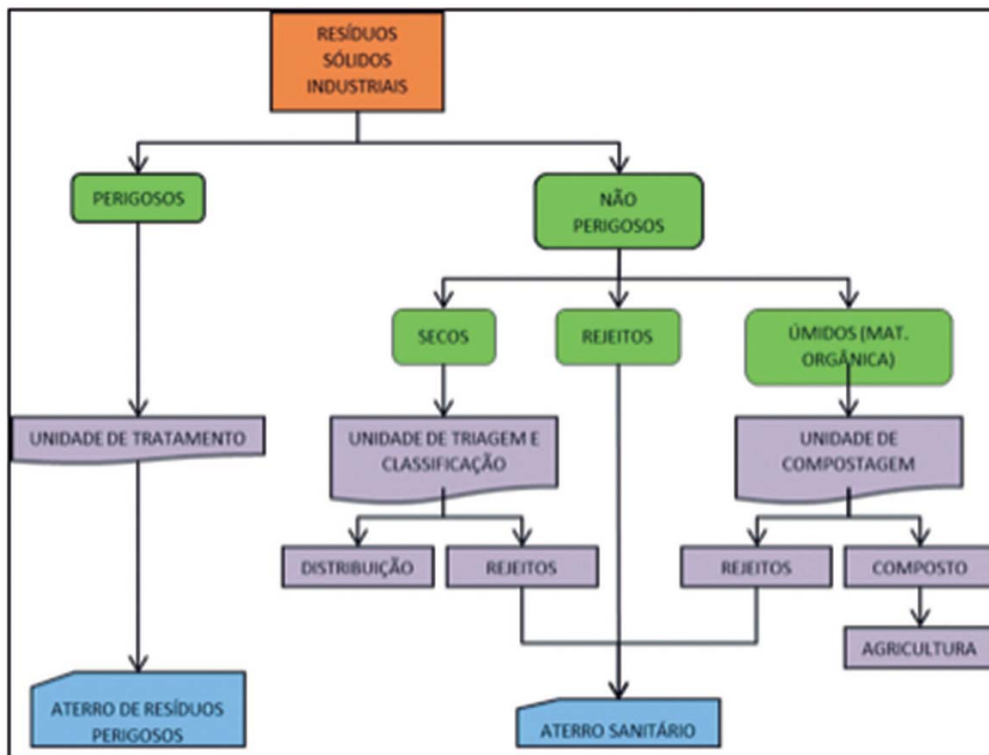 RESÍDUOS
SÓLIDOS
INDUSTRIAIS
PERIGOSOS
NÃO
PERIGOSOS
SECOS
REJEITOS
ÚMIDOS (MAT.
ORGÂNICA)
UNIDADE DE TRATAMENTO
UNIDADE DE TRIAGEM E
CLASSIFICAÇÃO
UNIDADE DE
COMPOSTAGEM
DISTRIBUIÇÃO
REJEITOS
REJEITOS
COMPOSTO
AGRICULTURA
ATERRO DE RESÍDUOS
PERIGOSOS
ATERRO SANITÁRIO